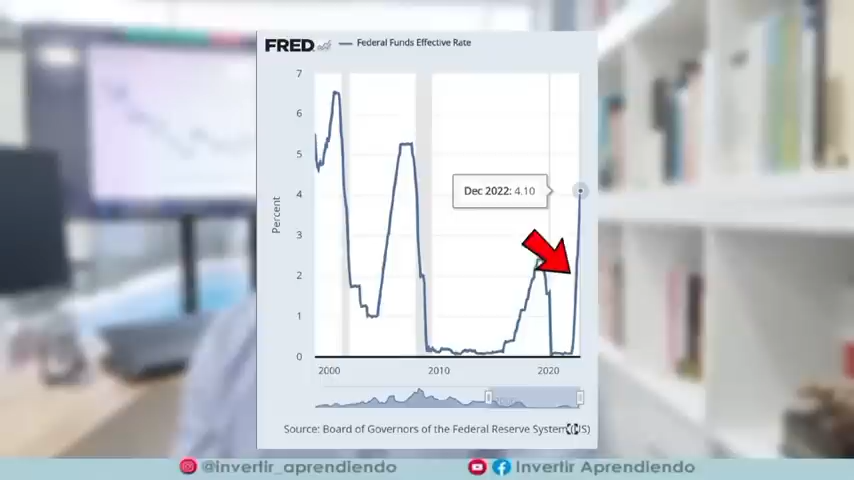 FRED Federal Funds Effective Rate
7
6
5
4
3
2
1
0
Percent
Dec 2022: 4.10
2000 2010 2020
Source: Board of Governors of the Federal Reserve System (US)
@invertir_aprendiendo
Invertir Aprendiendo